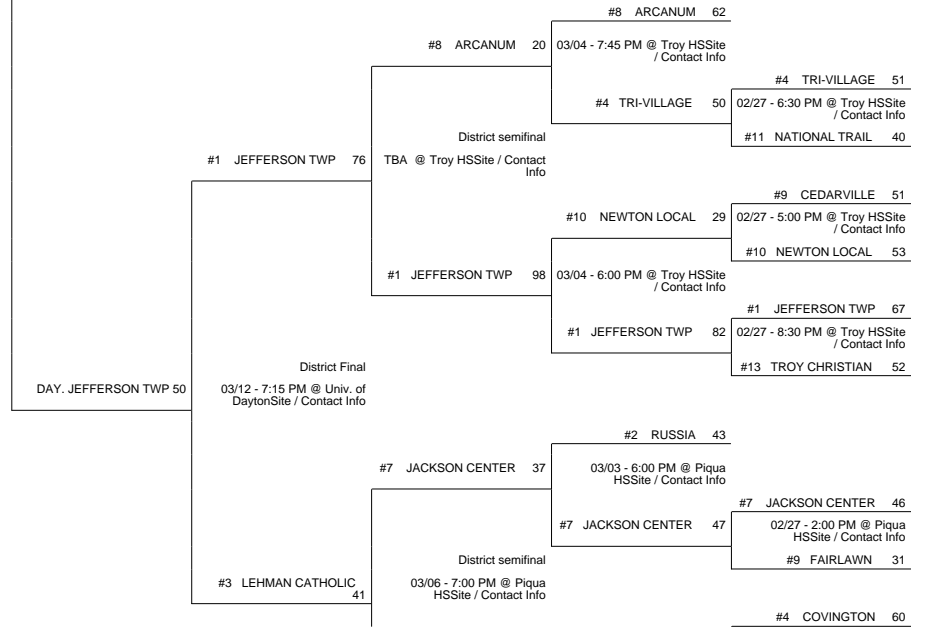 #8 ARCANUM 62
#8 ARCANUM 20
03/04 - 7:45 PM @ Troy HSSite
/ Contact Info
#4 TRI-VILLAGE 51
#4 TRI-VILLAGE 50
02/27 - 6:30 PM @ Troy HSSite
/ Contact Info
#11 NATIONAL TRAIL 40
District semifinal
#1 JEFFERSON TWP 76
TBA @ Troy HSSite / Contact
Info
#9 CEDARVILLE 51
#10 NEWTON LOCAL 29
02/27 - 5:00 PM @ Troy HSSite
/ Contact Info
#10 NEWTON LOCAL 53
#1 JEFFERSON TWP 98
03/04 - 6:00 PM @ Troy HSSite
/ Contact Info
#1 JEFFERSON TWP 67
#1 JEFFERSON TWP 82
02/27 - 8:30 PM @ Troy HSSite
/ Contact Info
#13 TROY CHRISTIAN 52
District Final
DAY. JEFFERSON TWP 50
03/12 - 7:15 PM @ Univ. of
DaytonSite / Contact Info
#2 RUSSIA 43
#7 JACKSON CENTER 37
03/03 - 6:00 PM @ Piqua
HSSite / Contact Info
#7 JACKSON CENTER 46
#7 JACKSON CENTER 47
02/27 - 2:00 PM @ Piqua
HSSite / Contact Info
#9 FAIRLAWN 31
District semifinal
#3 LEHMAN CATHOLIC
41
03/06 - 7:00 PM @ Piqua
HSSite / Contact Info
#4 COVINGTON 60